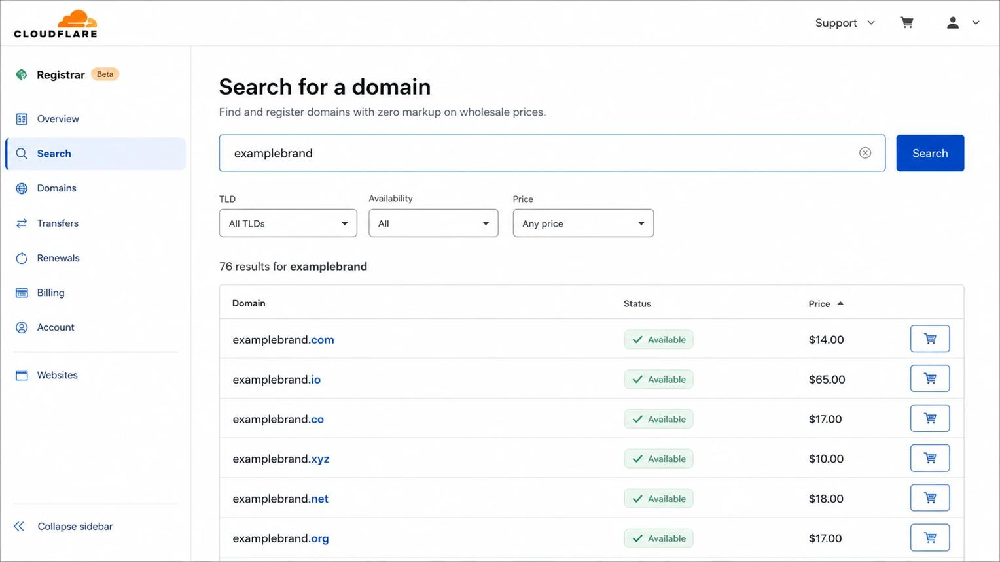 CLOUDFLARE
Support
Registrar Beta
Overview
Search
Domains
Transfers
Renewals
Billing
Account
Websites
Collapse sidebar
Search for a domain
Find and register domains with zero markup on wholesale prices.
examplebrand Search
TLD Availability Price
All TLDs All Any price
76 results for examplebrand
Domain Status Price
examplebrand.com Available $14.00
examplebrand.io Available $65.00
examplebrand.co Available $17.00
examplebrand.xyz Available $10.00
examplebrand.net Available $18.00
examplebrand.org Available $17.00